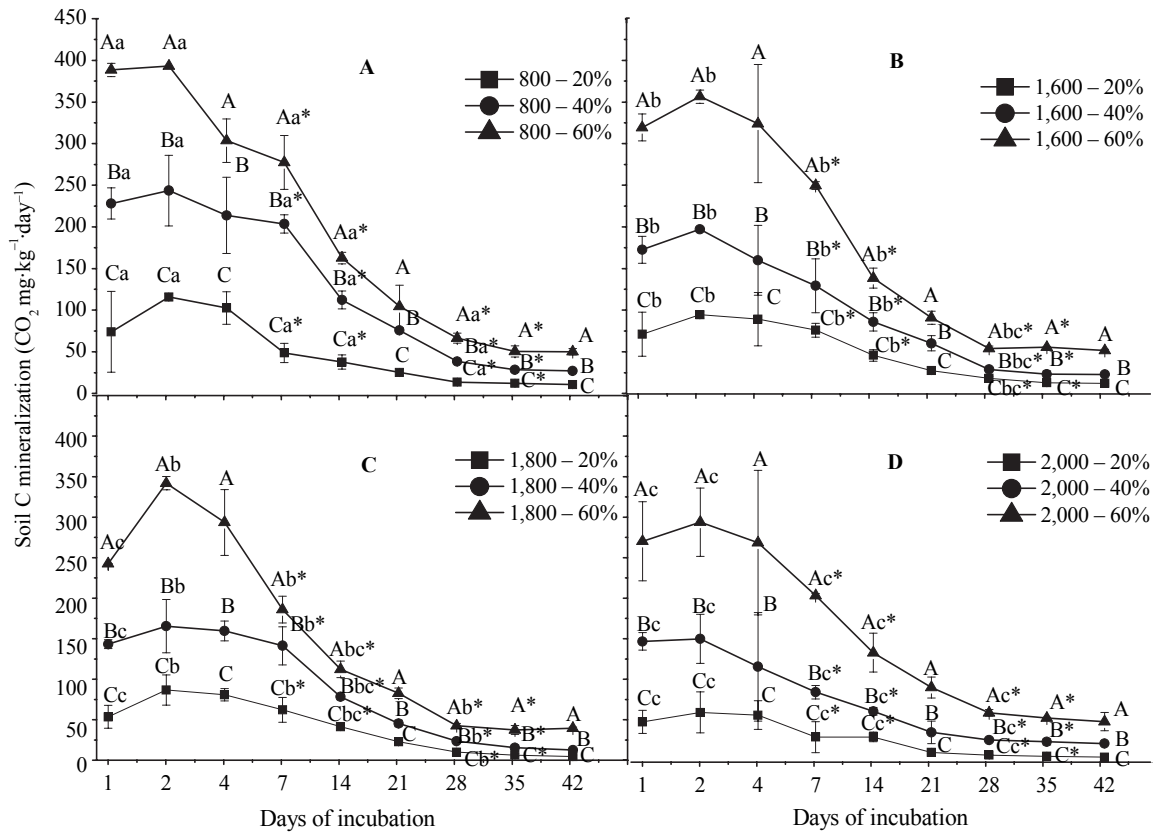 Soil C mineralization (CO₂ mg·kg⁻¹·day⁻¹)
450
400
350
300
250
200
150
100
50
0
A
800 – 20%
800 – 40%
800 – 60%
Aa Aa A Aa* Aa* A Aa* A* A
Ba Ba B Ba* Ba* B Ba* B* B
Ca Ca C Ca* Ca* C Ca* C* C
B
1,600 – 20%
1,600 – 40%
1,600 – 60%
Ab Ab A Ab* Ab* A Abc* A* A
Bb Bb B Bb* Bb* B Bbc* B* B
Cb Cb C Cb* Cb* C Cbc* C* C
400
350
300
250
200
150
100
50
0
C
1,800 – 20%
1,800 – 40%
1,800 – 60%
Ac Ab A Ab* Abc* A Ab* A* A
Bc Bb B Bb* Bbc* B Bb* B* B
Cc Cb C Cb* Cbc* C Cb* C* C
1 2 4 7 14 21 28 35 42
Days of incubation
D
2,000 – 20%
2,000 – 40%
2,000 – 60%
Ac Ac A Ac* Ac* A Ac* A* A
Bc Bc B Bc* Bc* B Bc* B* B
Cc Cc C Cc* Cc* C Cc* C* C
1 2 4 7 14 21 28 35 42
Days of incubation